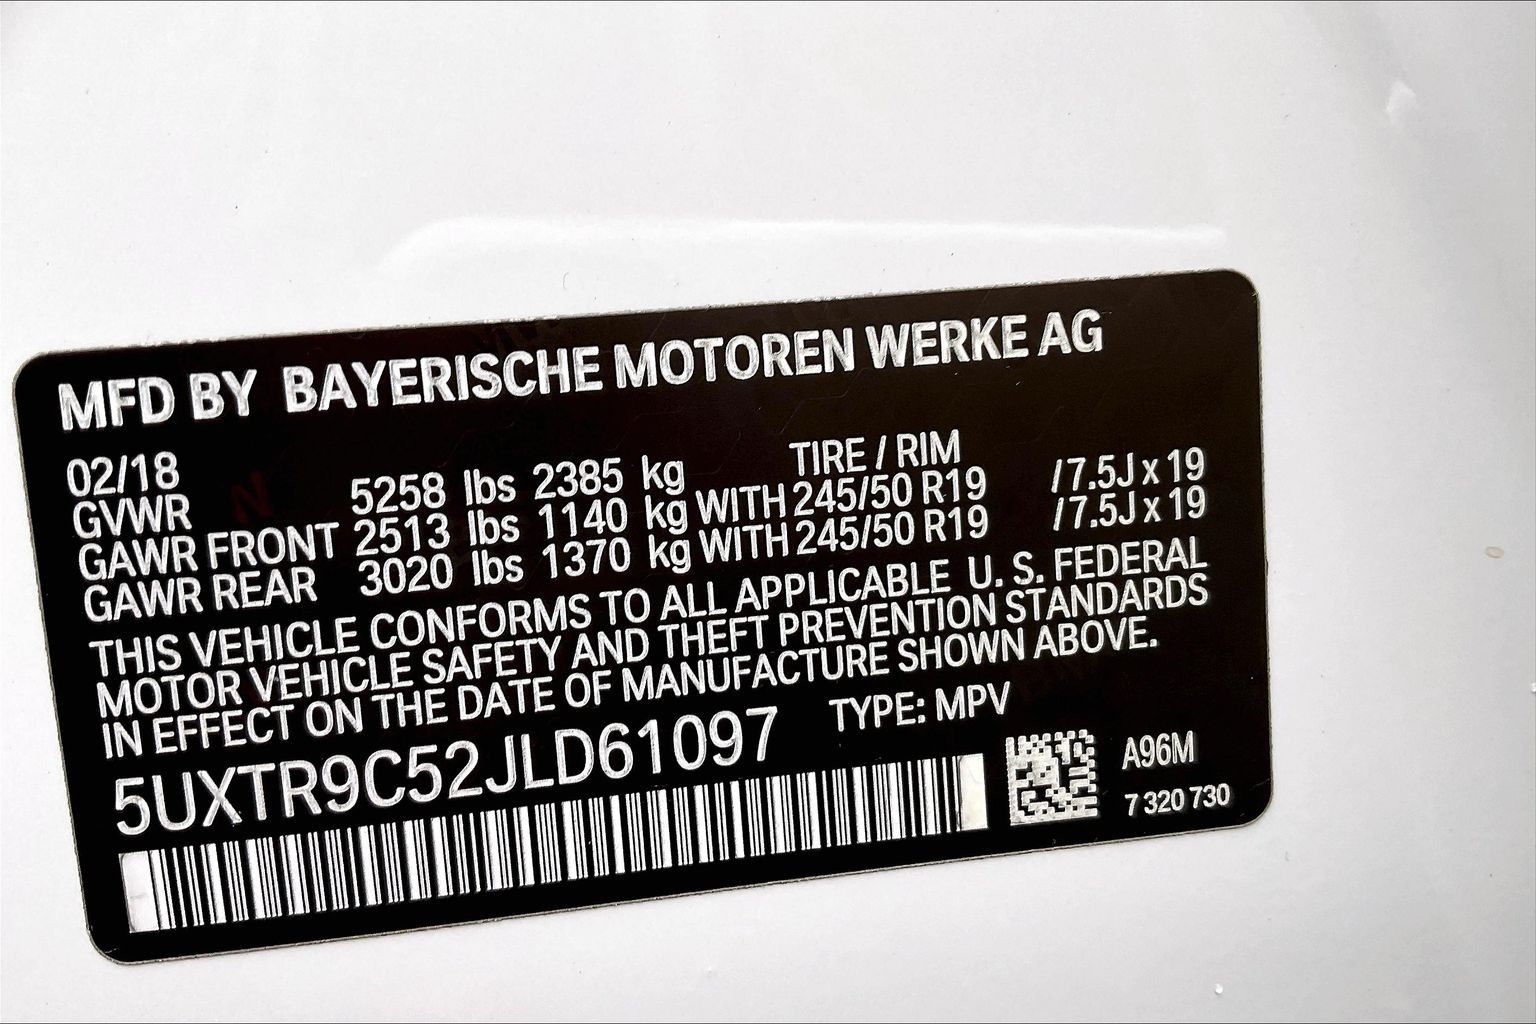 MFD BY BAYERISCHE MOTOREN WERKE AG
02/18 TIRE / RIM
GVWR 5258 lbs 2385 kg
GAWR FRONT 2513 lbs 1140 kg WITH 245/50 R19 /7.5J x 19
GAWR REAR 3020 lbs 1370 kg WITH 245/50 R19 /7.5J x 19
THIS VEHICLE CONFORMS TO ALL APPLICABLE U. S. FEDERAL
MOTOR VEHICLE SAFETY AND THEFT PREVENTION STANDARDS
IN EFFECT ON THE DATE OF MANUFACTURE SHOWN ABOVE.
5UXTR9C52JLD61097 TYPE: MPV
A96M
7 320 730